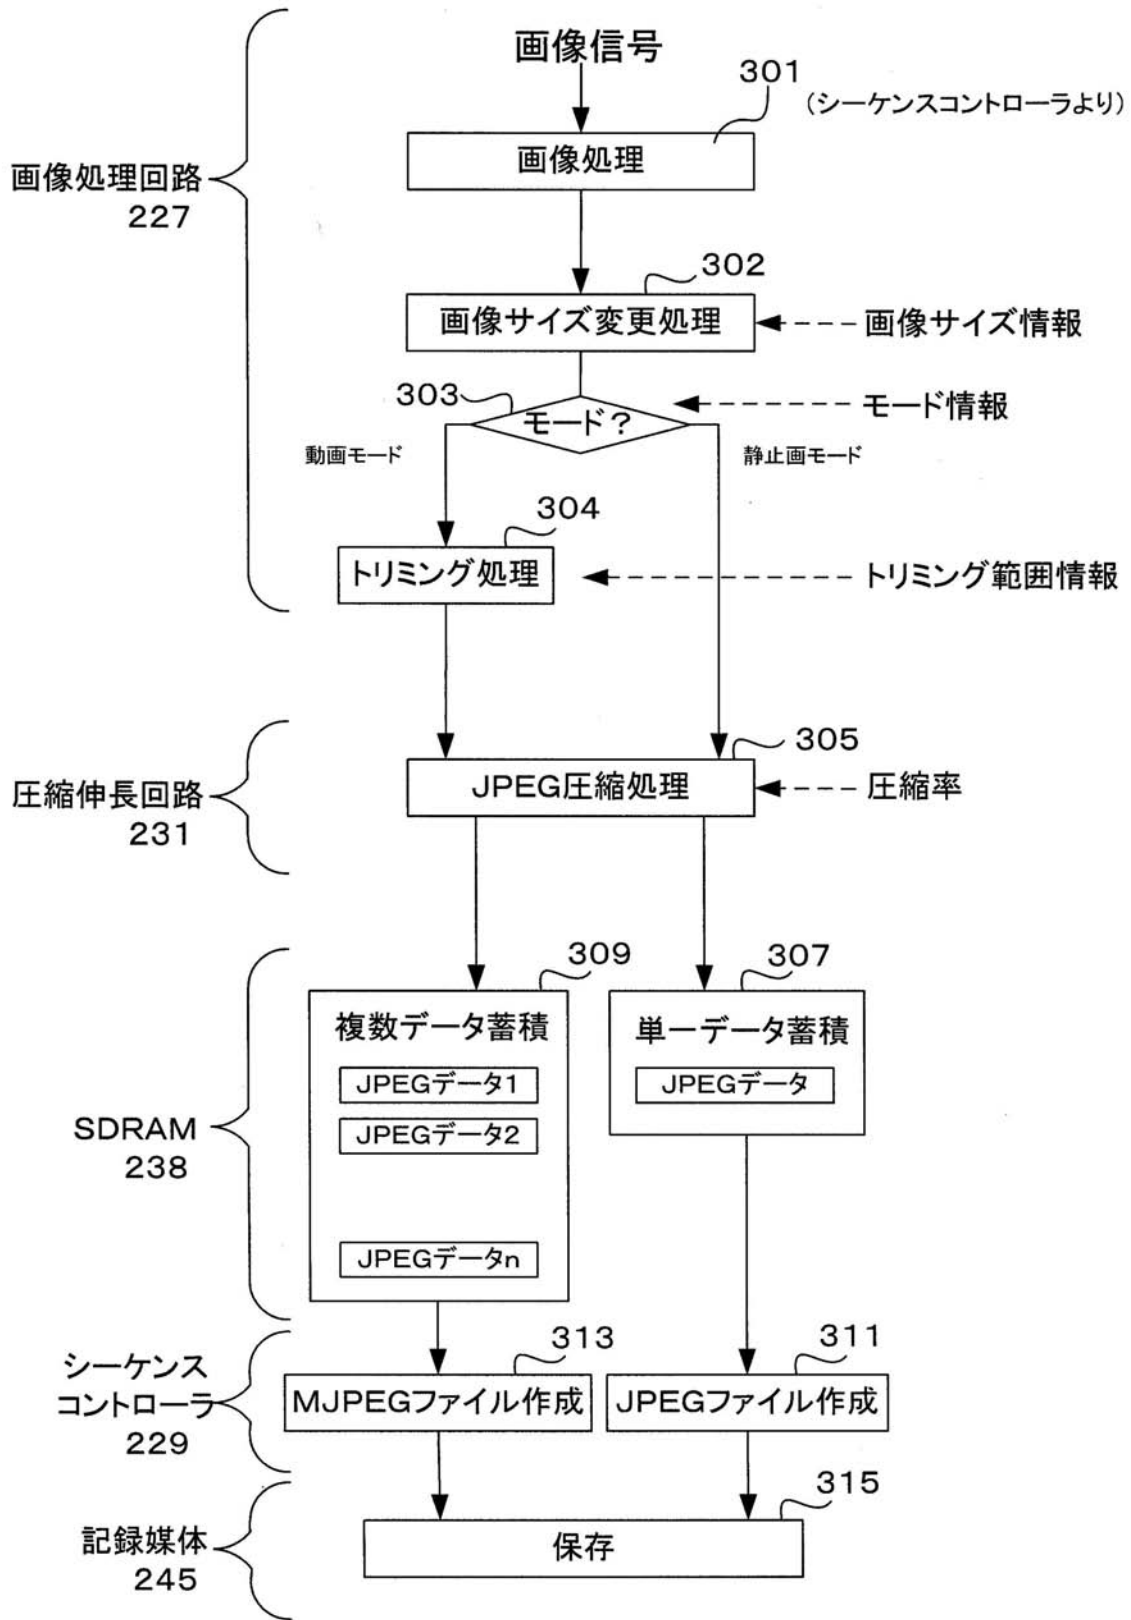 画像信号
301
(シーケンスコントローラより)
画像処理
画像処理回路
227
302
画像サイズ変更処理
画像サイズ情報
303
モード?
モード情報
動画モード
静止画モード
304
トリミング処理
トリミング範囲情報
305
JPEG圧縮処理
圧縮率
圧縮伸長回路
231
309
307
複数データ蓄積
単一データ蓄積
JPEGデータ1
JPEGデータ
JPEGデータ2
SDRAM
238
JPEGデータn
313
311
シーケンス
コントローラ
229
MJPEGファイル作成
JPEGファイル作成
315
保存
記録媒体
245